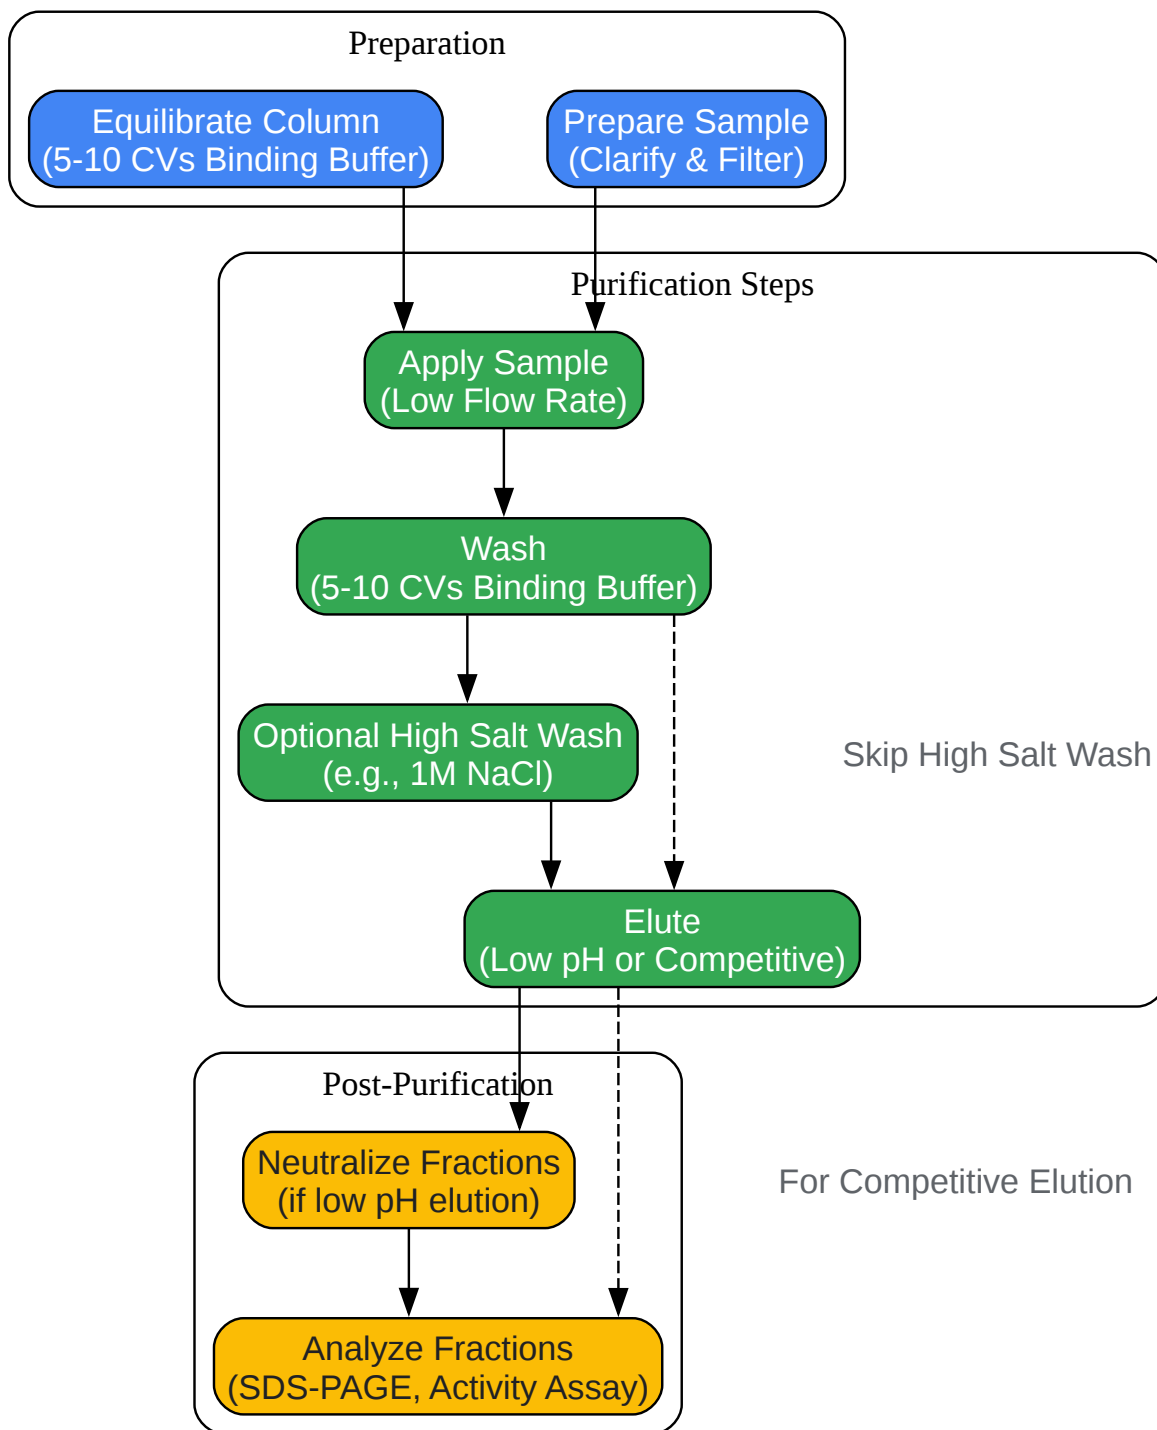 Preparation
Equilibrate Column
(5-10 CVs Binding Buffer)
Prepare Sample
(Clarify & Filter)
Purification Steps
Apply Sample
(Low Flow Rate)
Wash
(5-10 CVs Binding Buffer)
Optional High Salt Wash
(e.g., 1M NaCl)
Skip High Salt Wash
Elute
(Low pH or Competitive)
Post-Purification
Neutralize Fractions
(if low pH elution)
For Competitive Elution
Analyze Fractions
(SDS-PAGE, Activity Assay)